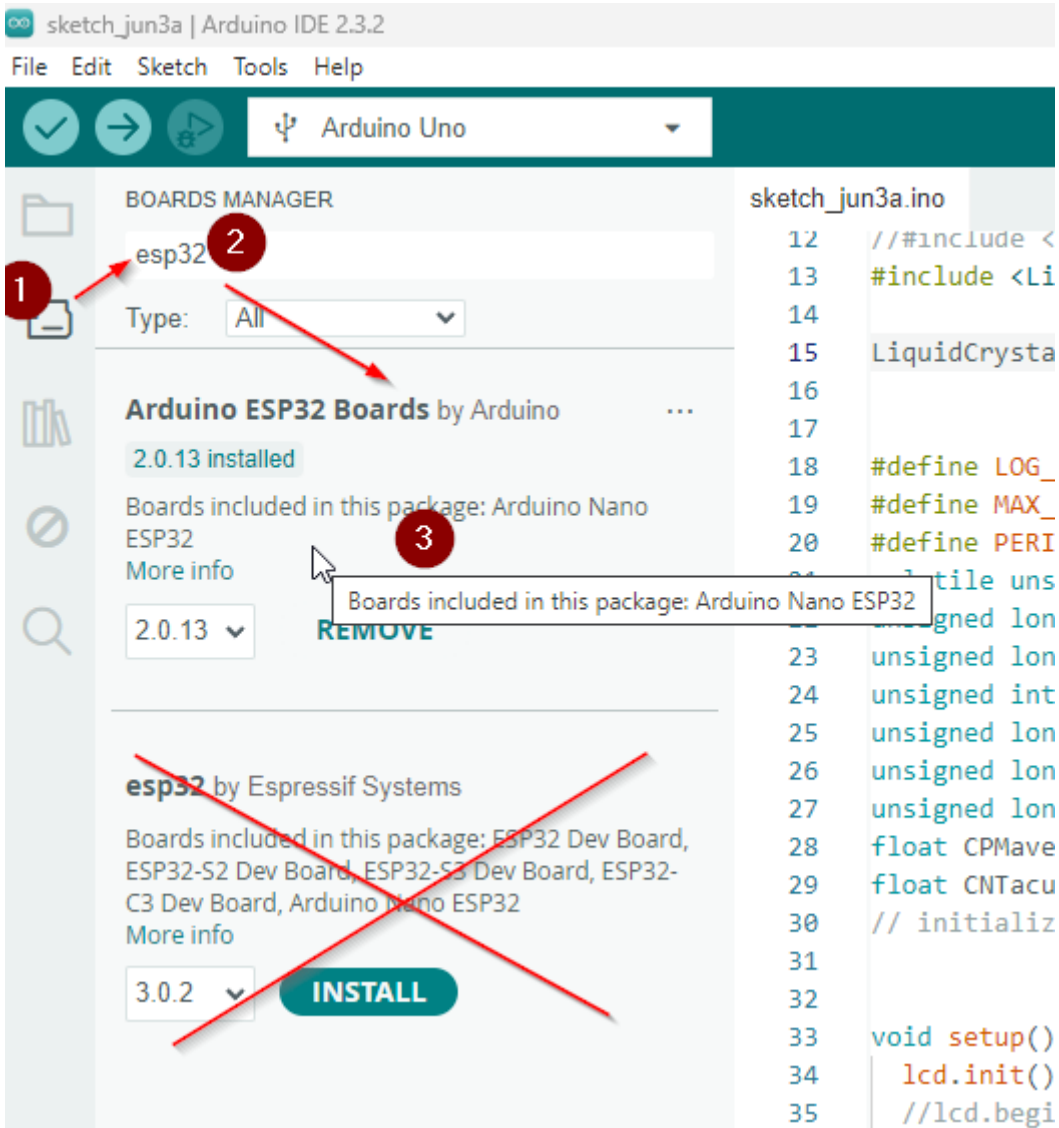 sketch_jun3a | Arduino IDE 2.3.2
File Edit Sketch Tools Help
Arduino Uno
BOARDS MANAGER
esp32
2
1
Type: All
Arduino ESP32 Boards by Arduino ...
2.0.13 installed
Boards included in this package: Arduino Nano
ESP32
3
More info
Boards included in this package: Arduino Nano ESP32
2.0.13 REMOVE
esp32 by Espressif Systems
Boards included in this package: ESP32 Dev Board,
ESP32-S2 Dev Board, ESP32-S3 Dev Board, ESP32-
C3 Dev Board, Arduino Nano ESP32
More info
3.0.2 INSTALL
sketch_jun3a.ino
12 //#include <
13 #include <Li
14
15 LiquidCrysta
16
17
18 #define LOG_
19 #define MAX_
20 #define PERI
tile uns
gned lon
23 unsigned lon
24 unsigned int
25 unsigned lon
26 unsigned lon
27 unsigned lon
28 float CPMave
29 float CNTacu
30 // initializ
31
32
33 void setup()
34 lcd.init()
35 //lcd.begi